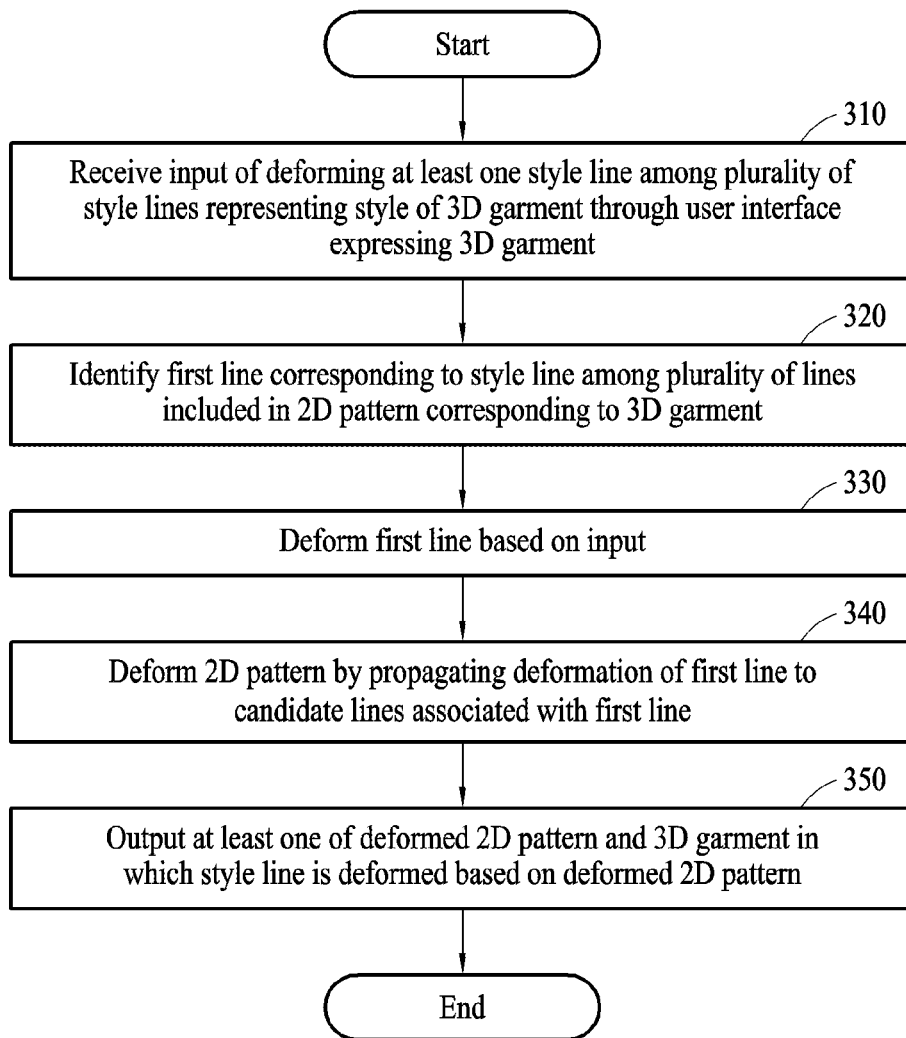 Start
310
Receive input of deforming at least one style line among plurality of
style lines representing style of 3D garment through user interface
expressing 3D garment
320
Identify first line corresponding to style line among plurality of lines
included in 2D pattern corresponding to 3D garment
330
Deform first line based on input
340
Deform 2D pattern by propagating deformation of first line to
candidate lines associated with first line
350
Output at least one of deformed 2D pattern and 3D garment in
which style line is deformed based on deformed 2D pattern
End